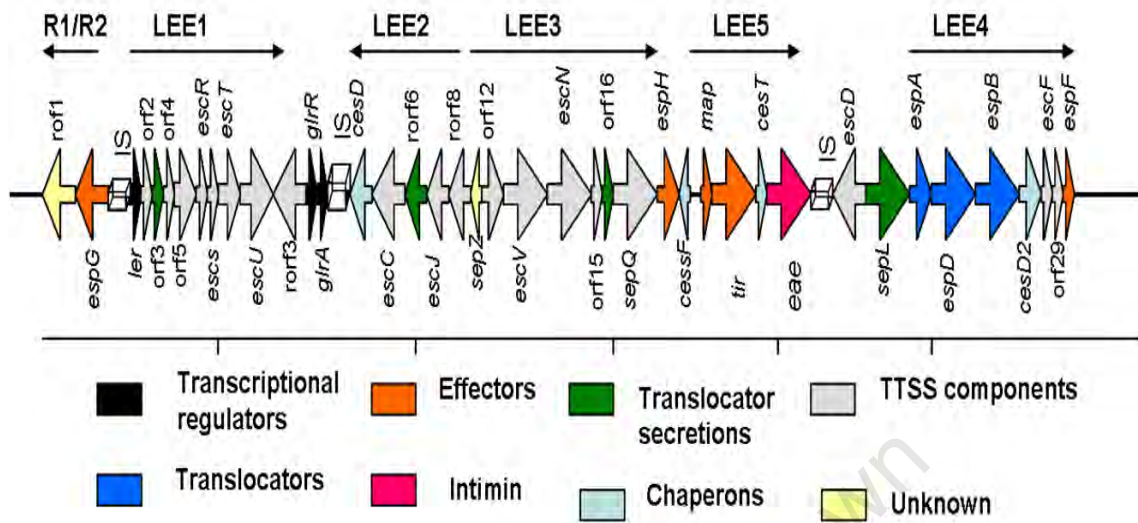 R1/R2 LEE1 LEE2 LEE3 LEE5 LEE4
rof1
IS
orf2
orf4
escR
escT
glrR
IS
cesD
rorf6
rorf8
orf12
escN
orf16
espH
map
cesT
IS
escD
espA
espB
escF
espF
espG
ler
orf3
orf5
escs
escU
rorf3
glrA
escC
escJ
sepZ
escV
orf15
sepQ
cessF
tir
eae
sepL
espD
cesD2
orf29
Transcriptional
regulators
Effectors
Translocator
secretions
TTSS components
Translocators
Intimin
Chaperons
Unknown
own